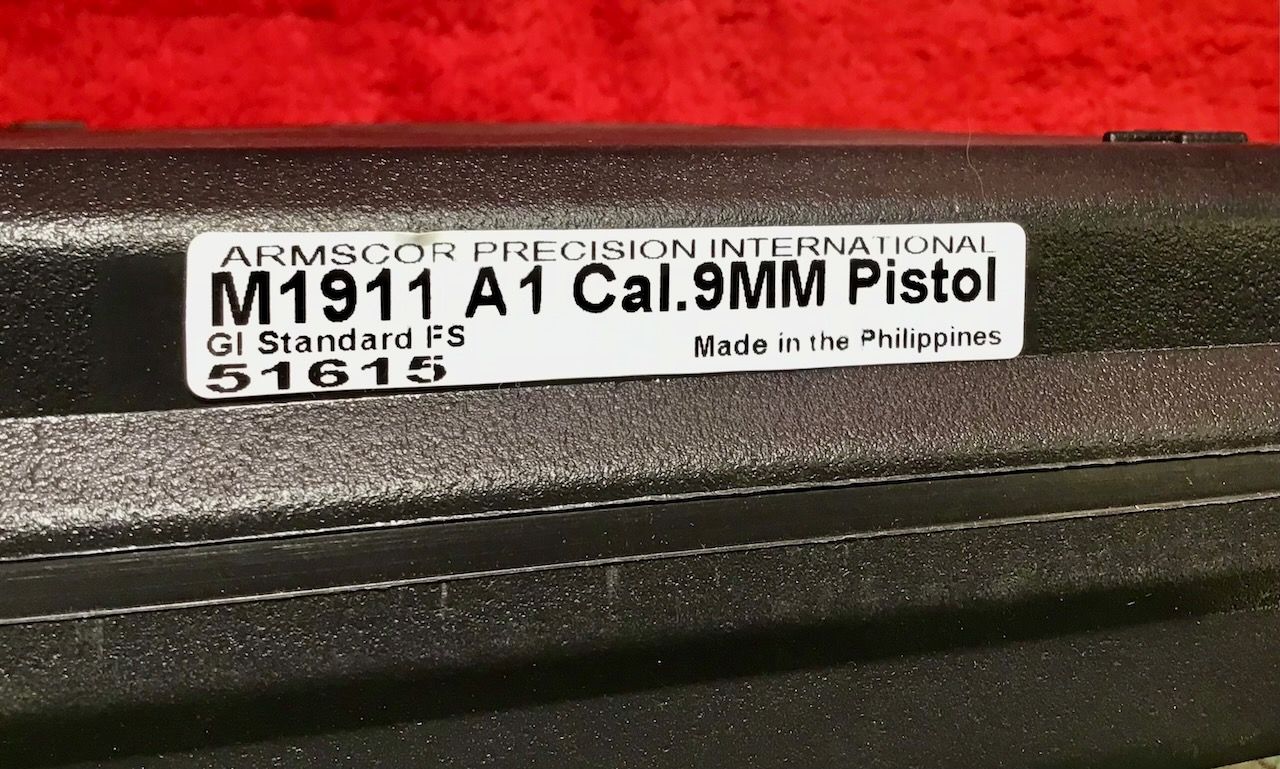 ARMSCOR PRECISION INTERNATIONAL
M1911 A1 Cal.9MM Pistol
GI Standard FS
Made in the Philippines
51615